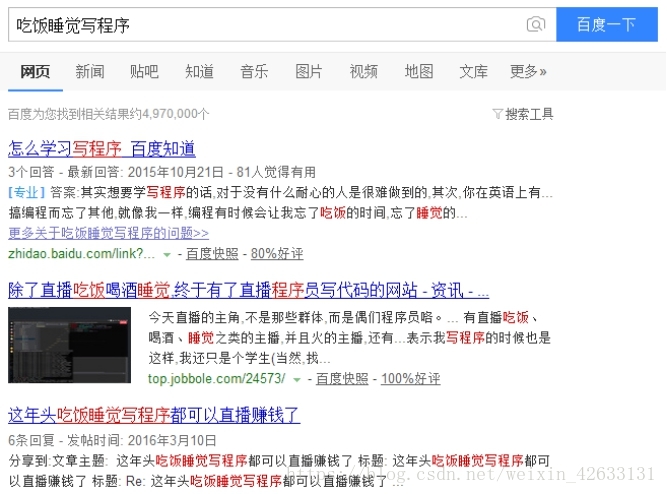 吃饭睡觉写程序 百度一下
网页 新闻 贴吧 知道 音乐 图片 视频 地图 文库 更多»
百度为您找到相关结果约4,970,000个 搜索工具
怎么学习写程序_百度知道
3个回答 - 最新回答: 2015年10月21日 - 81人觉得有用
[专业] 答案:其实想要学写程序的话,对于没有什么耐心的人是很难做到的,其次,你在英语上有...
搞编程而忘了其他,就像我一样,编程有时候会让我忘了吃饭的时间,忘了睡觉的...
更多关于吃饭睡觉写程序的问题>>
zhidao.baidu.com/link?... - 百度快照 - 80%好评
除了直播吃饭喝酒睡觉,终于有了直播程序员写代码的网站 - 资讯 - ...
今天直播的主角,不是那些群体,而是偶们程序员咯。... 有直播吃饭、
喝酒、睡觉之类的主播,并且火的主播,还有...表示我写程序的时候也是
这样,我还只是个学生(当然,找...
top.jobbole.com/24573/ - 百度快照 - 100%好评
这年头吃饭睡觉写程序都可以直播赚钱了
6条回复 - 发帖时间: 2016年3月10日
分享到:文章主题: 这年头吃饭睡觉写程序都可以直播赚钱了 标题: 这年头吃饭睡觉写程序都可
以直播赚钱了 标题: Re: 这年头吃饭睡觉写程序都可以直播赚钱了 ...
https://blog.csdn.net/weixin_42633131